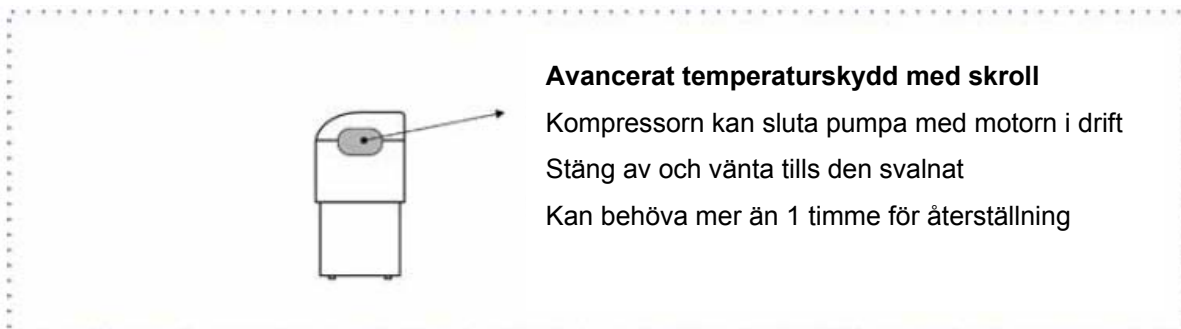 Avancerat temperaturskydd med skroll
Kompressorn kan sluta pumpa med motorn i drift
Stäng av och vänta tills den svalnat
Kan behöva mer än 1 timme för återställning